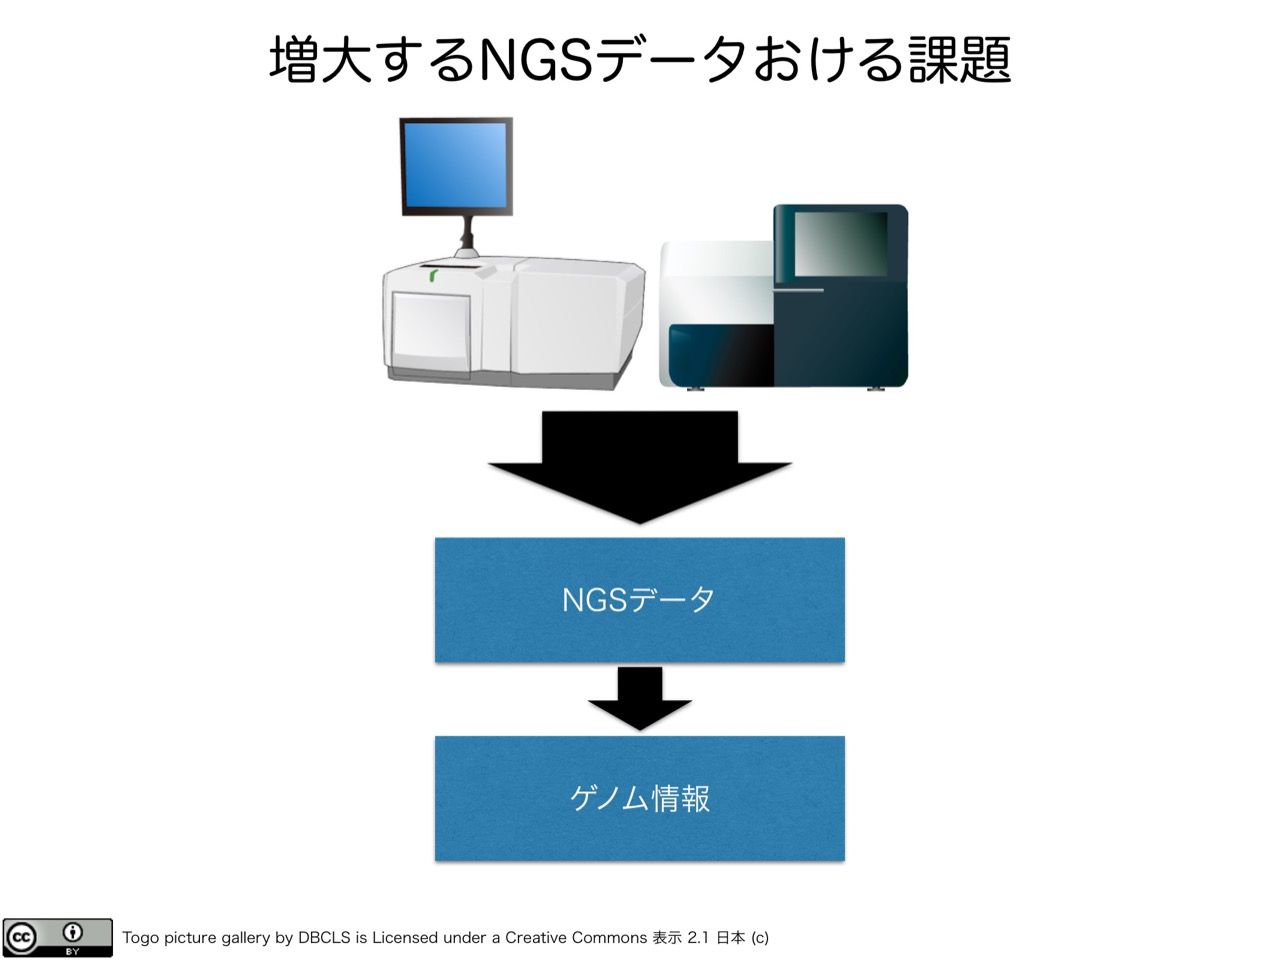 増大するNGSデータおける課題
NGSデータ
ゲノム情報
cc
BY
Togo picture gallery by DBCLS is Licensed under a Creative Commons 表示 2.1 日本 (c)